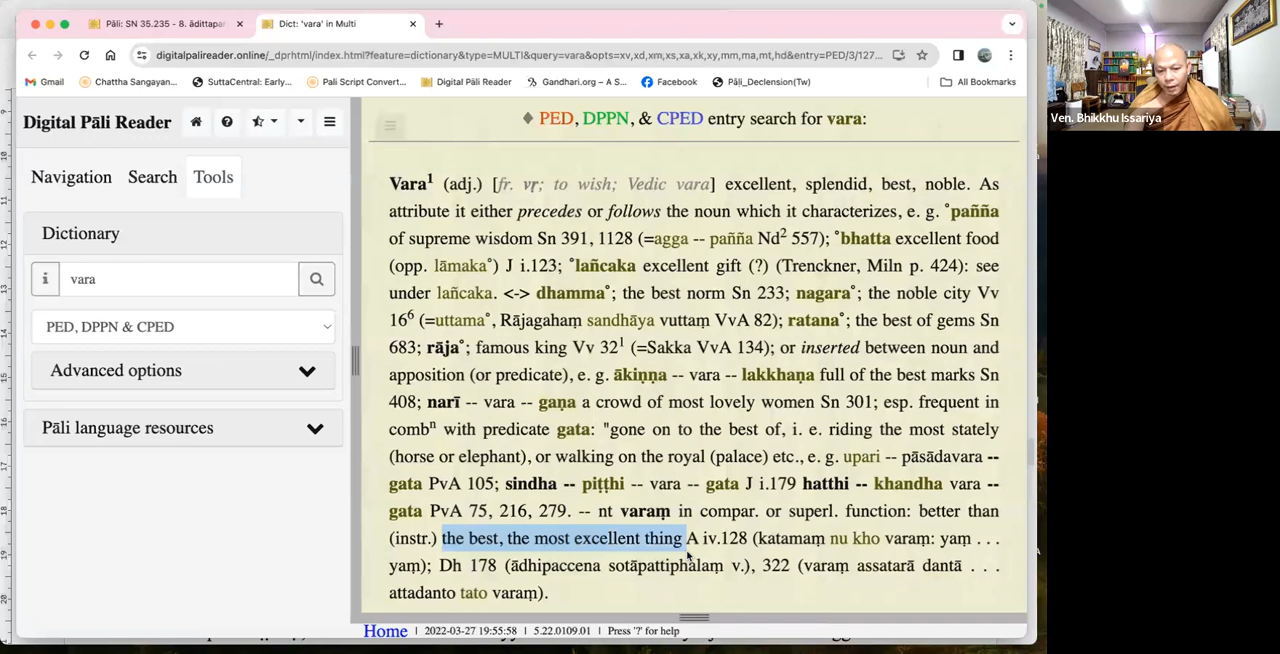 Pāli: SN 35.235 - 8. ādittapar
Dict: 'vara' in Multi
digitalpalireader.online/_dprhtml/index.html?feature=dictionary&type=MULTI&query=vara&opts=xv,xd,xm,xs,xa,xk,xy,mm,ma,mt,hd&entry=PED/3/127...
Gmail
Chattha Sangayan...
SuttaCentral: Early...
Pali Script Convert...
Digital Pāli Reader
Gandhari.org – A S...
Facebook
Pāḷi_Declension(Tw)
All Bookmarks
Digital Pāli Reader
Navigation Search Tools
Dictionary
vara
PED, DPPN & CPED
Advanced options
Pāli language resources
♦ PED, DPPN, & CPED entry search for vara:
Vara¹ (adj.) [fr. vṛ; to wish; Vedic vara] excellent, splendid, best, noble. As
attribute it either precedes or follows the noun which it characterizes, e. g. ˚pañña
of supreme wisdom Sn 391, 1128 (=agga -- pañña Nd² 557); ˚bhatta excellent food
(opp. lāmaka˚) J i.123; ˚lañcaka excellent gift (?) (Trenckner, Miln p. 424): see
under lañcaka. <-> dhamma˚; the best norm Sn 233; nagara˚; the noble city Vv
16⁶ (=uttama˚, Rājagahaṃ sandhāya vuttaṃ VvA 82); ratana˚; the best of gems Sn
683; rāja˚; famous king Vv 32¹ (=Sakka VvA 134); or inserted between noun and
apposition (or predicate), e. g. ākiṇṇa -- vara -- lakkhaṇa full of the best marks Sn
408; narī -- vara -- gaṇa a crowd of most lovely women Sn 301; esp. frequent in
combⁿ with predicate gata: "gone on to the best of, i. e. riding the most stately
(horse or elephant), or walking on the royal (palace) etc., e. g. upari -- pāsādavara --
gata PvA 105; sindha -- piṭṭhi -- vara -- gata J i.179 hatthi -- khandha vara --
gata PvA 75, 216, 279. -- nt varaṃ in compar. or superl. function: better than
(instr.) the best, the most excellent thing A iv.128 (katamaṃ nu kho varaṃ: yaṃ . . .
yaṃ); Dh 178 (ādhipaccena sotāpattiphalaṃ v.), 322 (varaṃ assatarā dantā . . .
attadanto tato varaṃ).
Home | 2022-03-27 19:55:58 | 5.22.0109.01 | Press '?' for help
Ven. Bhikkhu Issariya